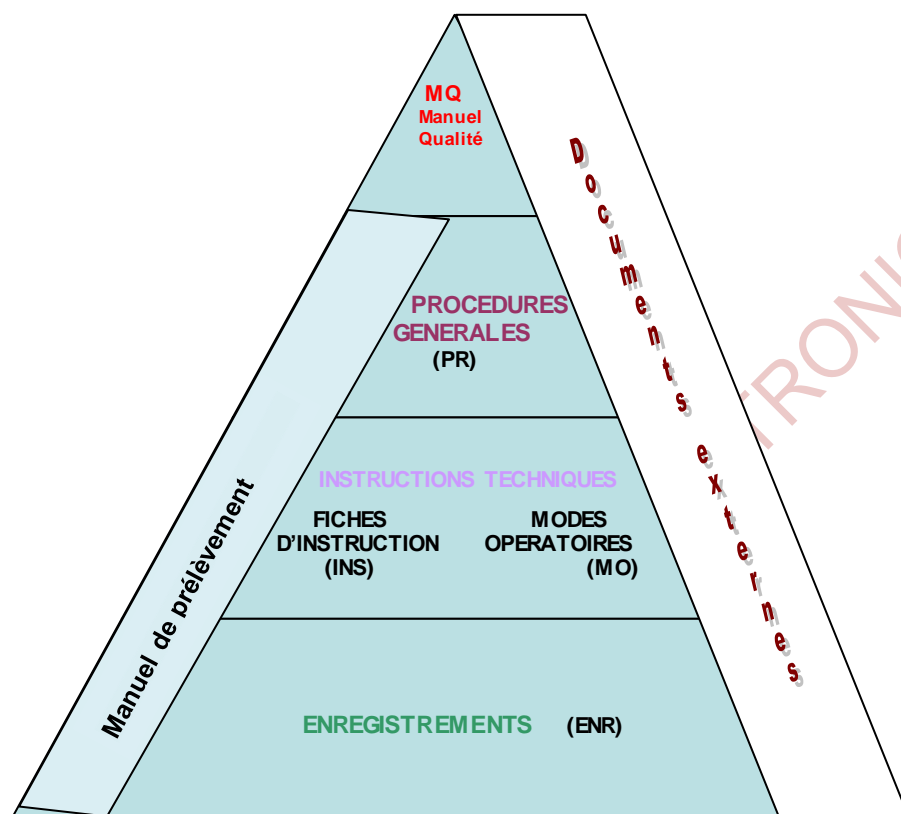 MQ
Manuel
Qualité
Documents externes
PROCEDURES
GENERALES
(PR)
INSTRUCTIONS TECHNIQUES
FICHES
D’INSTRUCTION
(INS)
MODES
OPERATOIRES
(MO)
Manuel de prélèvement
ENREGISTREMENTS (ENR)